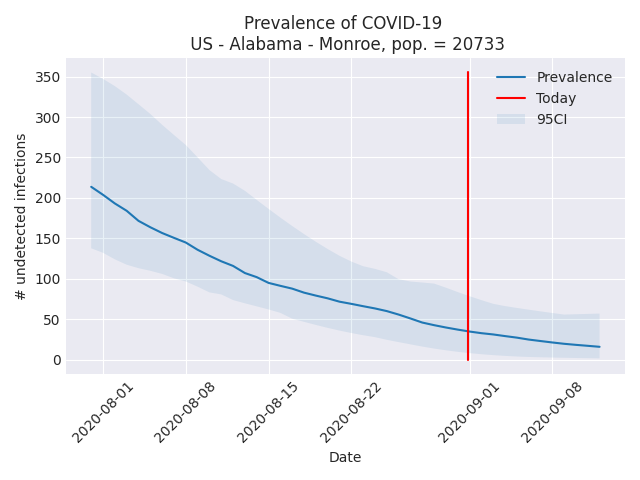 Prevalence of COVID-19
US - Alabama - Monroe, pop. = 20733
Prevalence
Today
95CI
# undetected infections
350
300
250
200
150
100
50
0
2020-08-01
2020-08-08
2020-08-15
2020-08-22
2020-09-01
2020-09-08
Date